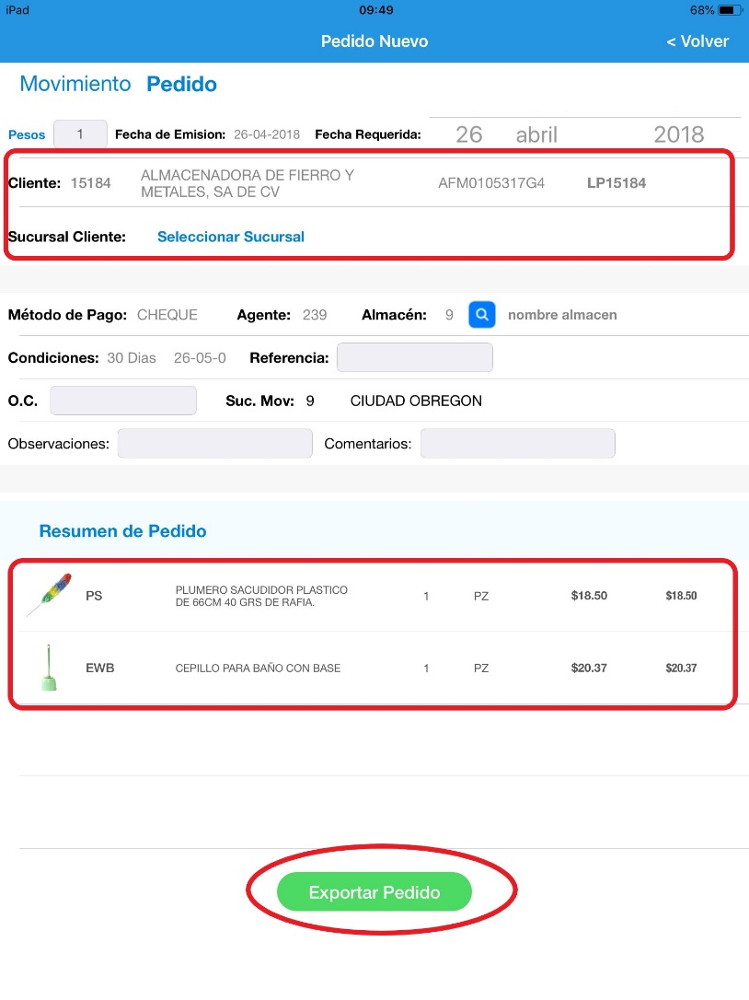 iPad 09:49 68%
Pedido Nuevo < Volver
Movimiento Pedido
Pesos 1 Fecha de Emision: 26-04-2018 Fecha Requerida: 26 abril 2018
Cliente: 15184 ALMACENADORA DE FIERRO Y METALES, SA DE CV AFM0105317G4 LP15184
Sucursal Cliente: Seleccionar Sucursal
Método de Pago: CHEQUE Agente: 239 Almacén: 9 nombre almacen
Condiciones: 30 Dias 26-05-0 Referencia:
O.C. Suc. Mov: 9 CIUDAD OBREGON
Observaciones: Comentarios:
Resumen de Pedido
PS PLUMERO SACUDIDOR PLASTICO DE 66CM 40 GRS DE RAFIA. 1 PZ $18.50 $18.50
EWB CEPILLO PARA BAÑO CON BASE 1 PZ $20.37 $20.37
Exportar Pedido